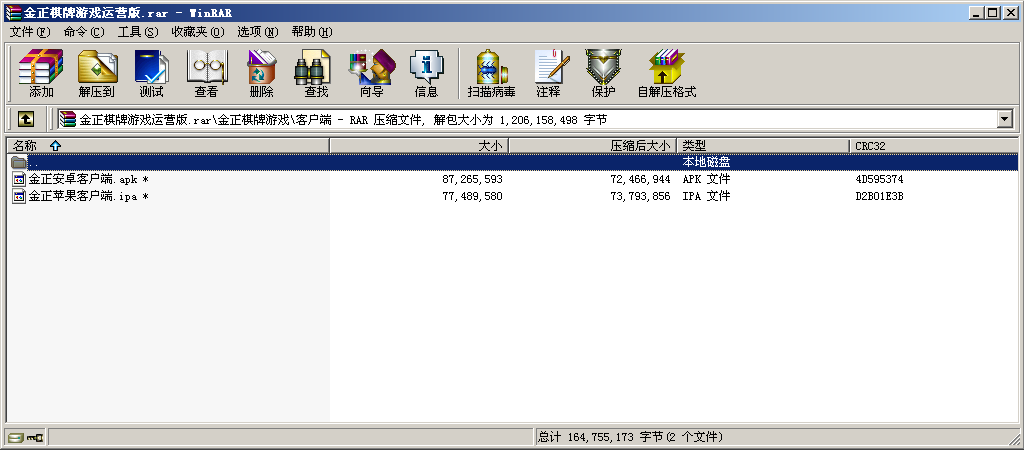 金正棋牌游戏运营版.rar - WinRAR
文件(F) 命令(C) 工具(S) 收藏夹(O) 选项(N) 帮助(H)
添加 解压到 测试 查看 删除 查找 向导 信息 扫描病毒 注释 保护 自解压格式
金正棋牌游戏运营版.rar\金正棋牌游戏\客户端 - RAR 压缩文件, 解包大小为 1,206,158,498 字节
名称 大小 压缩后大小 类型 CRC32
.. 本地磁盘
金正安卓客户端.apk * 87,265,593 72,466,944 APK 文件 4D595374
金正苹果客户端.ipa * 77,489,580 73,793,856 IPA 文件 D2B01E3B
总计 164,755,173 字节(2 个文件)